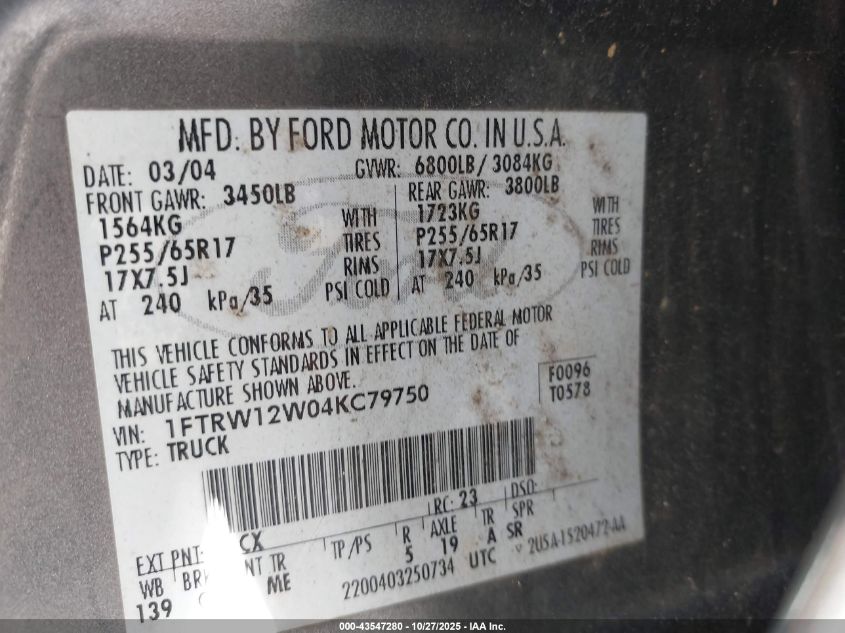 MFD. BY FORD MOTOR CO. IN U.S.A.
DATE: 03/04 GVWR: 6800LB/ 3084KG
FRONT GAWR: 3450LB REAR GAWR: 3800LB
1564KG WITH 1723KG WITH
P255/65R17 TIRES P255/65R17 TIRES
17X7.5J RIMS 17X7.5J RIMS
AT 240 kPa/35 PSI COLD AT 240 kPa/35 PSI COLD
Ford
THIS VEHICLE CONFORMS TO ALL APPLICABLE FEDERAL MOTOR
VEHICLE SAFETY STANDARDS IN EFFECT ON THE DATE OF
MANUFACTURE SHOWN ABOVE.
F0096
T0578
VIN: 1FTRW12W04KC79750
TYPE: TRUCK
RC: 23 DSO:
EXT PNT: CX
WB BRK INT TR TP/PS R AXLE TR SPR
139 ME 5 19 A SR
2200403250734 UTC 2USA-1520472-AA
000-43547280 | 10/27/2025 | IAA Inc.